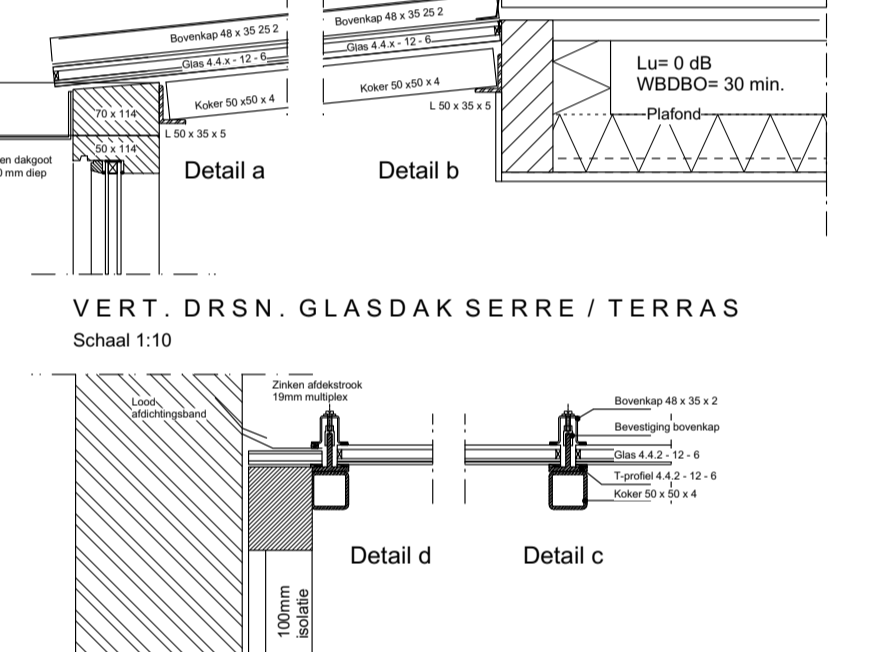 Bovenkap 48 x 35 25 2
Glas 4.4.x - 12 - 6
Koker 50 x50 x 4
70 x 114
50 x 114
L 50 x 35 x 5
en dakgoot
mm diep
Detail a
Bovenkap 48 x 35 25 2
Glas 4.4.x - 12 - 6
Koker 50 x50 x 4
L 50 x 35 x 5
Detail b
Lu= 0 dB
WBDBO= 30 min.
Plafond
VERT. DRSN. GLASDAK SERRE / TERRAS
Schaal 1:10
Lood
afdichtingsband
Zinken afdekstrook
19mm multiplex
Bovenkap 48 x 35 x 2
Bevestiging bovenkap
Glas 4.4.2 - 12 - 6
T-profiel 4.4.2 - 12 - 6
Koker 50 x 50 x 4
Detail d
Detail c
100mm
isolatie